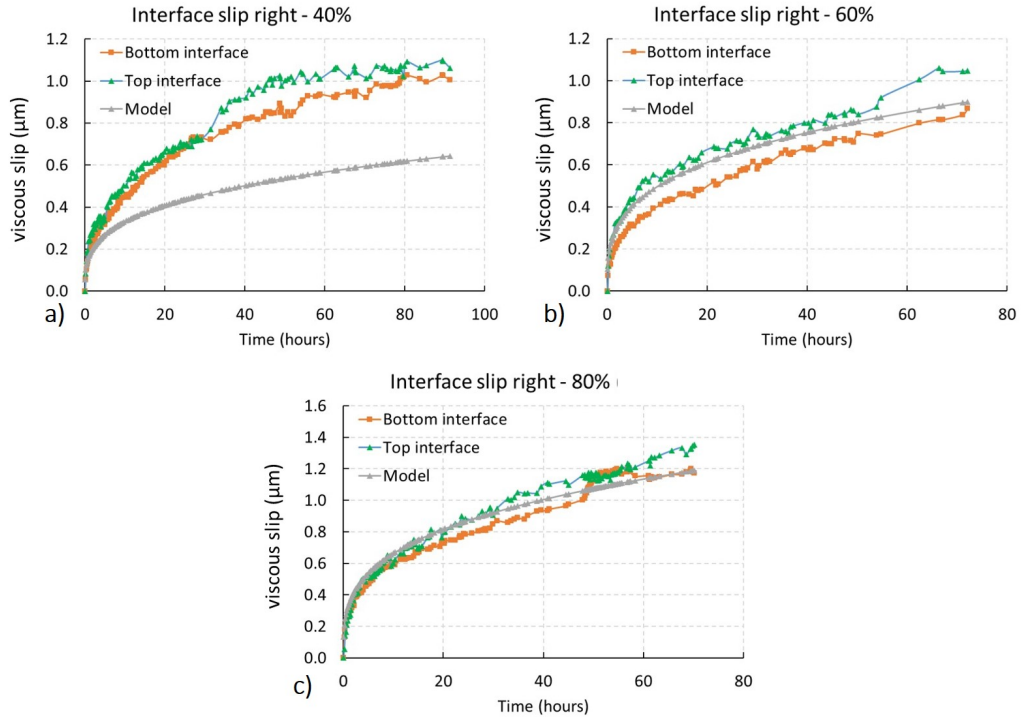 Interface slip right - 40%
Bottom interface
Top interface
Model
viscous slip (μm)
1.2
1.0
0.8
0.6
0.4
0.2
0.0
0 20 40 60 80 100
Time (hours)
a)
Interface slip right - 60%
Bottom interface
Top interface
Model
viscous slip (μm)
1.2
1.0
0.8
0.6
0.4
0.2
0.0
0 20 40 60 80
Time (hours)
b)
Interface slip right - 80% (
Bottom interface
Top interface
Model
viscous slip (μm)
1.6
1.4
1.2
1.0
0.8
0.6
0.4
0.2
0.0
0 20 40 60 80
Time (hours)
c)